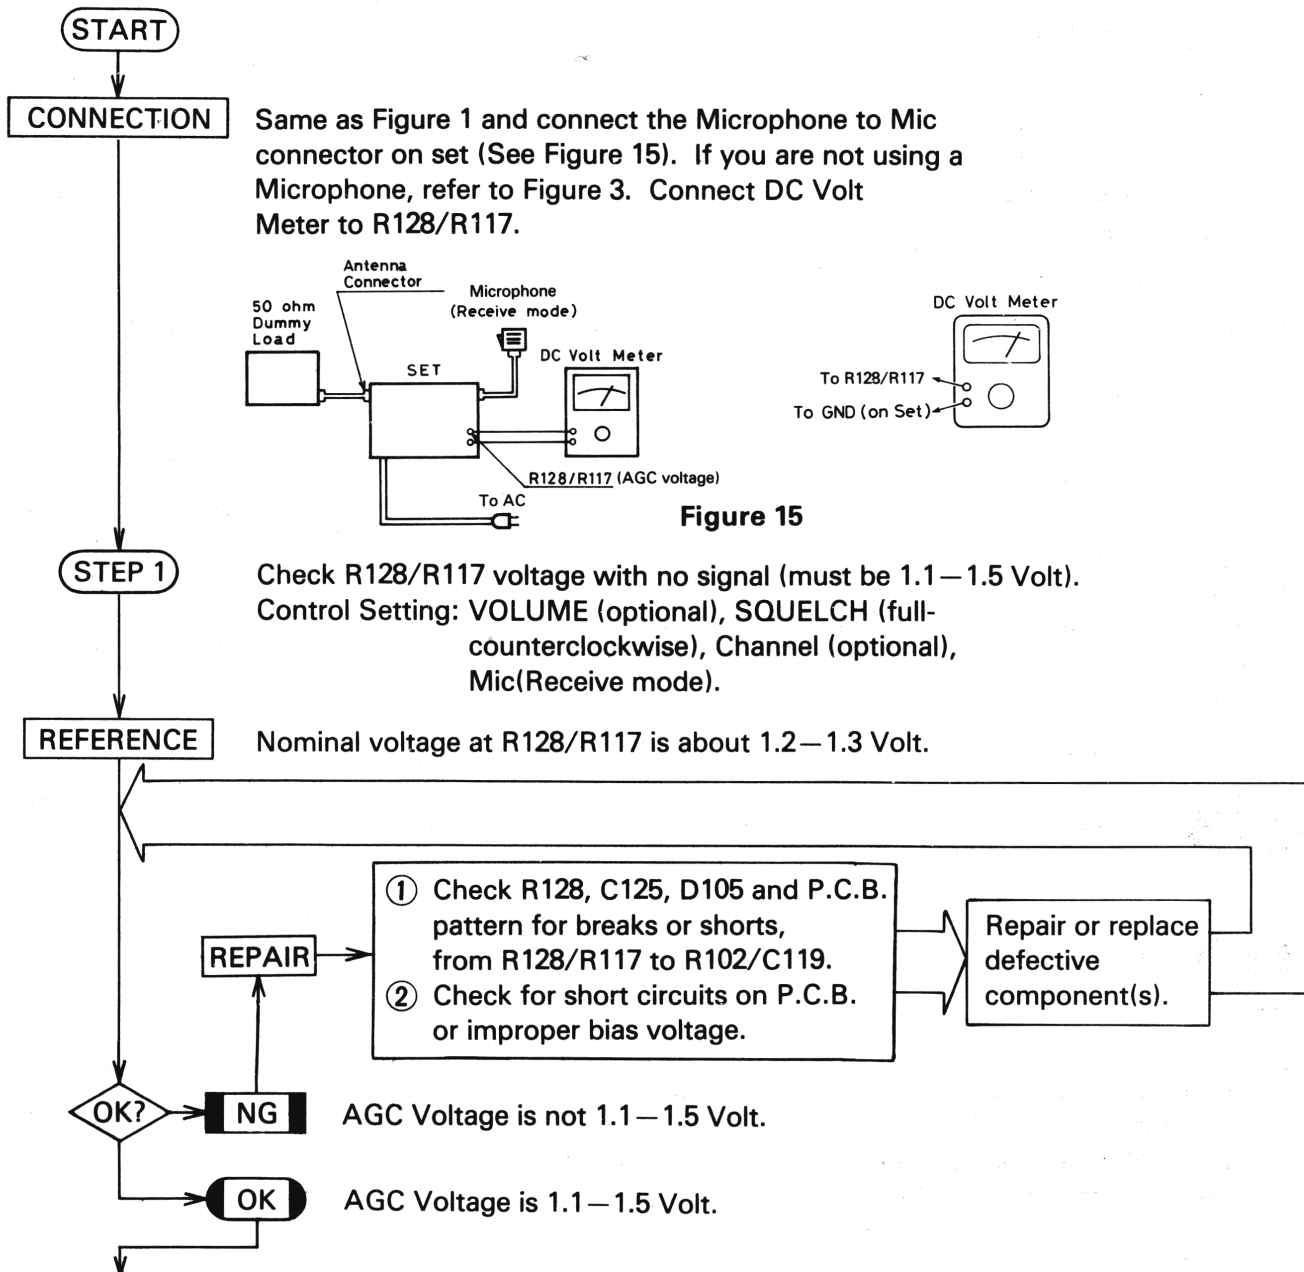 START
CONNECTION
Same as Figure 1 and connect the Microphone to Mic
connector on set (See Figure 15). If you are not using a
Microphone, refer to Figure 3. Connect DC Volt
Meter to R128/R117.
Antenna
Connector
Microphone
(Receive mode)
50 ohm
Dummy
Load
SET
DC Volt Meter
R128/R117 (AGC voltage)
To AC
DC Volt Meter
To R128/R117
To GND (on Set)
Figure 15
STEP 1
Check R128/R117 voltage with no signal (must be 1.1—1.5 Volt).
Control Setting: VOLUME (optional), SQUELCH (full-
counterclockwise), Channel (optional),
Mic(Receive mode).
REFERENCE
Nominal voltage at R128/R117 is about 1.2—1.3 Volt.
REPAIR
① Check R128, C125, D105 and P.C.B.
pattern for breaks or shorts,
from R128/R117 to R102/C119.
② Check for short circuits on P.C.B.
or improper bias voltage.
Repair or replace
defective
component(s).
OK?
NG
AGC Voltage is not 1.1—1.5 Volt.
OK
AGC Voltage is 1.1—1.5 Volt.